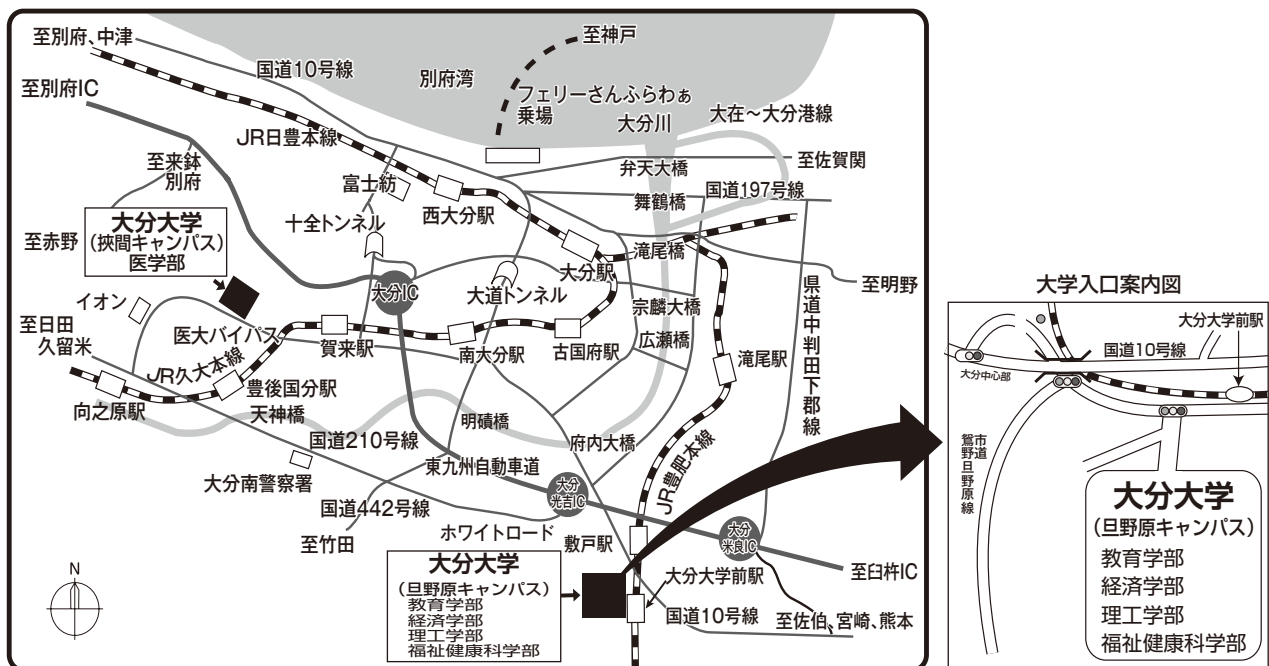 至別府、中津
国道10号線
別府湾
至神戸
至別府IC
フェリーさんふらわぁ
乗場
大分川
大在～大分港線
JR日豊本線
至来鉢
別府
富士紡
弁天大橋
至佐賀関
国道197号線
舞鶴橋
大分大学
(挾間キャンパス)
医学部
至赤野
十全トンネル
西大分駅
大分駅
滝尾橋
至明野
イオン
大分IC
大道トンネル
宗麟大橋
県道中判田下郡線
至日田
久留米
医大バイパス
賀来駅
南大分駅
古国府駅
広瀬橋
滝尾駅
JR久大本線
豊後国分駅
向之原駅
天神橋
明磧橋
国道210号線
府内大橋
東九州自動車道
大分南警察署
大分
光吉IC
JR豊肥本線
国道442号線
至竹田
ホワイトロード
敷戸駅
大分
米良IC
至臼杵IC
大分大学
(旦野原キャンパス)
教育学部
経済学部
理工学部
福祉健康科学部
大分大学前駅
国道10号線
至佐伯、宮崎、熊本
N
大学入口案内図
大分大学前駅
国道10号線
大分中心部
市道
鴛野旦野原線
大分大学
(旦野原キャンパス)
教育学部
経済学部
理工学部
福祉健康科学部